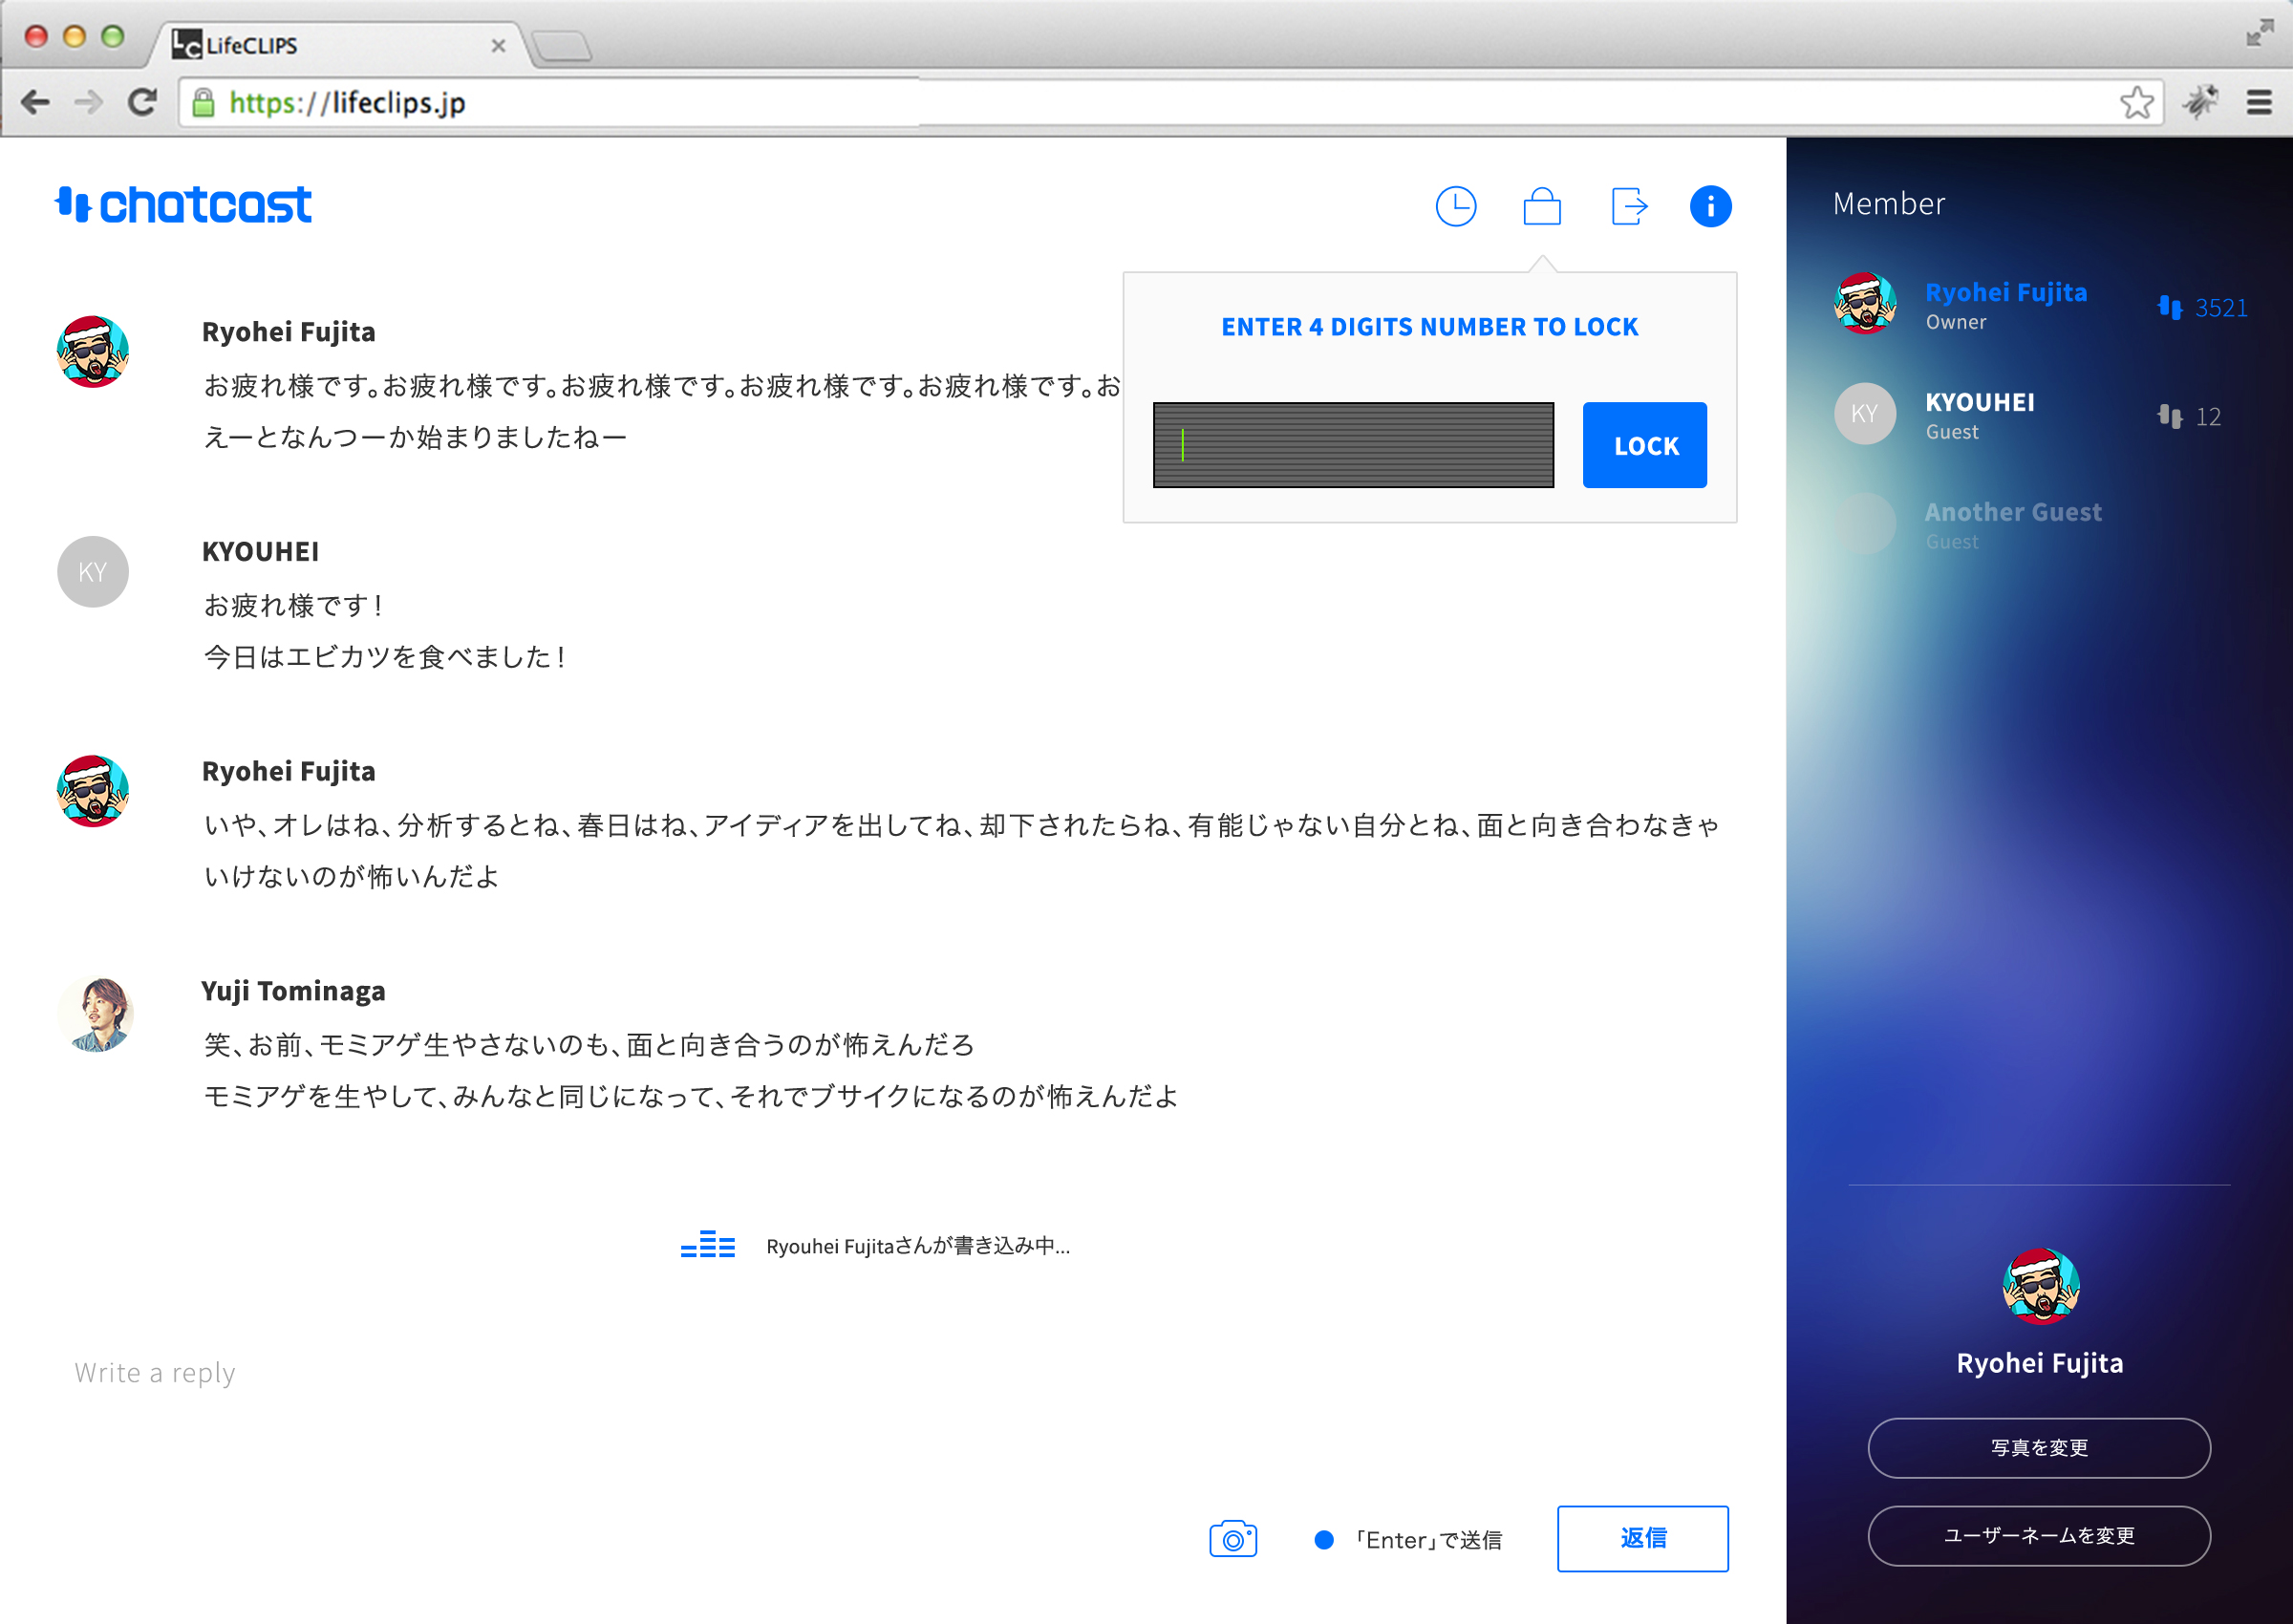 LC LifeCLIPS
https://lifeclips.jp
chatcast
Ryohei Fujita
お疲れ様です。お疲れ様です。お疲れ様です。お疲れ様です。お疲れ様です。お
えーとなんつーか始まりましたねー
ENTER 4 DIGITS NUMBER TO LOCK
LOCK
KY
KYOUHEI
お疲れ様です!
今日はエビカツを食べました!
Ryohei Fujita
いや、オレはね、分析するとね、春日はね、アイディアを出してね、却下されたらね、有能じゃない自分とね、面と向き合わなきゃ
いけないのが怖いんだよ
Yuji Tominaga
笑、お前、モミアゲ生やさないのも、面と向き合うのが怖えんだろ
モミアゲを生やして、みんなと同じになって、それでブサイクになるのが怖えんだよ
Ryouhei Fujitaさんが書き込み中...
Write a reply
「Enter」で送信
返信
Member
Ryohei Fujita
Owner
3521
KY
KYOUHEI
Guest
12
Another Guest
Guest
Ryohei Fujita
写真を変更
ユーザーネームを変更